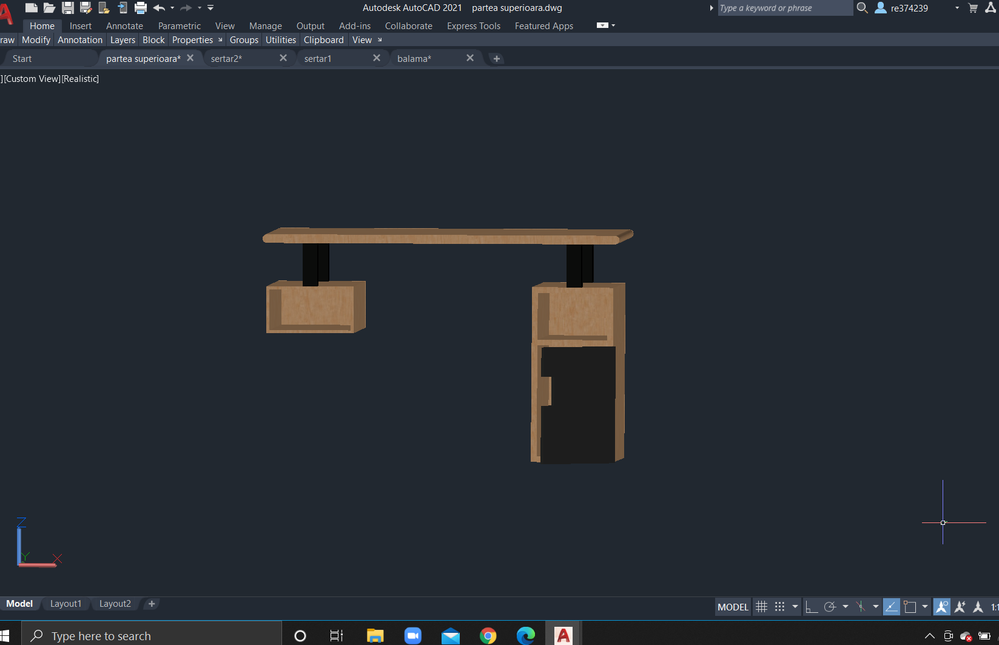 Autodesk AutoCAD 2021 partea superioara.dwg
Type a keyword or phrase
re374239
Home Insert Annotate Parametric View Manage Output Add-ins Collaborate Express Tools Featured Apps
raw Modify Annotation Layers Block Properties Groups Utilities Clipboard View
Start partea superioara* sertar2* sertar1 balama*
][Custom View][Realistic]
Z
Y X
Model Layout1 Layout2
MODEL
1:1
Type here to search